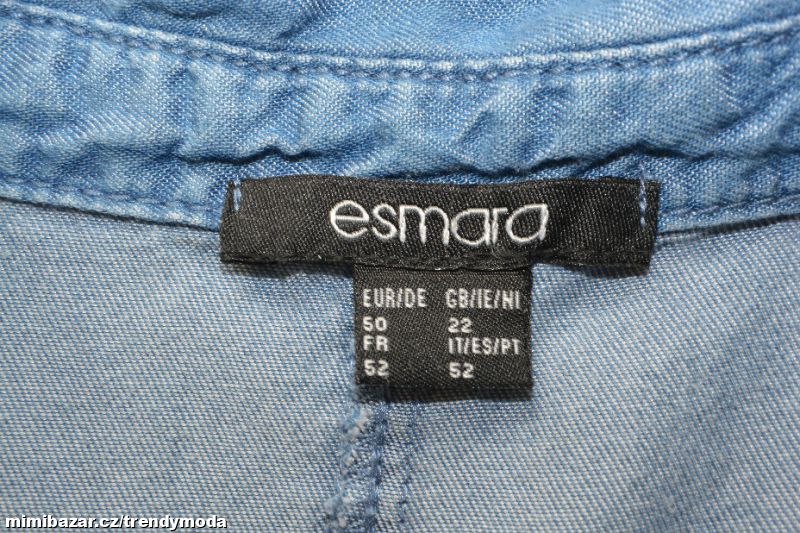 esmara
EUR/DE GB/IE/NI
50 22
FR IT/ES/PT
52 52
mimibazar.cz/trendymoda